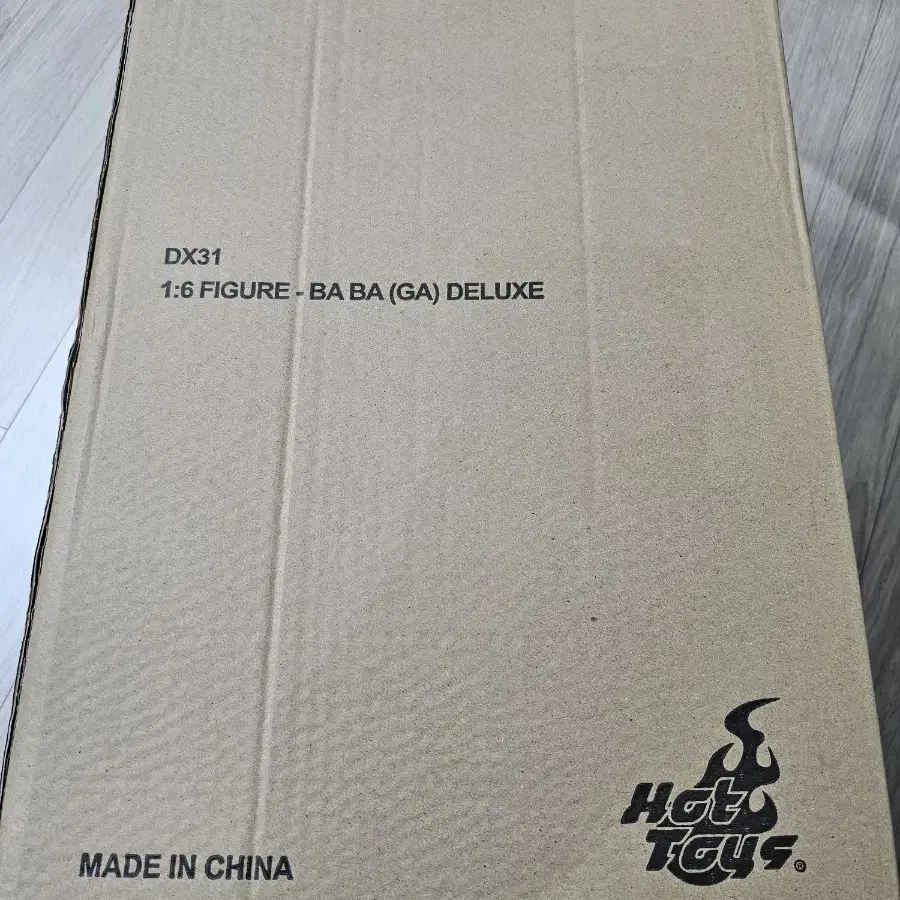 DX31
1:6 FIGURE - BA BA (GA) DELUXE
Hot
Toys®
MADE IN CHINA